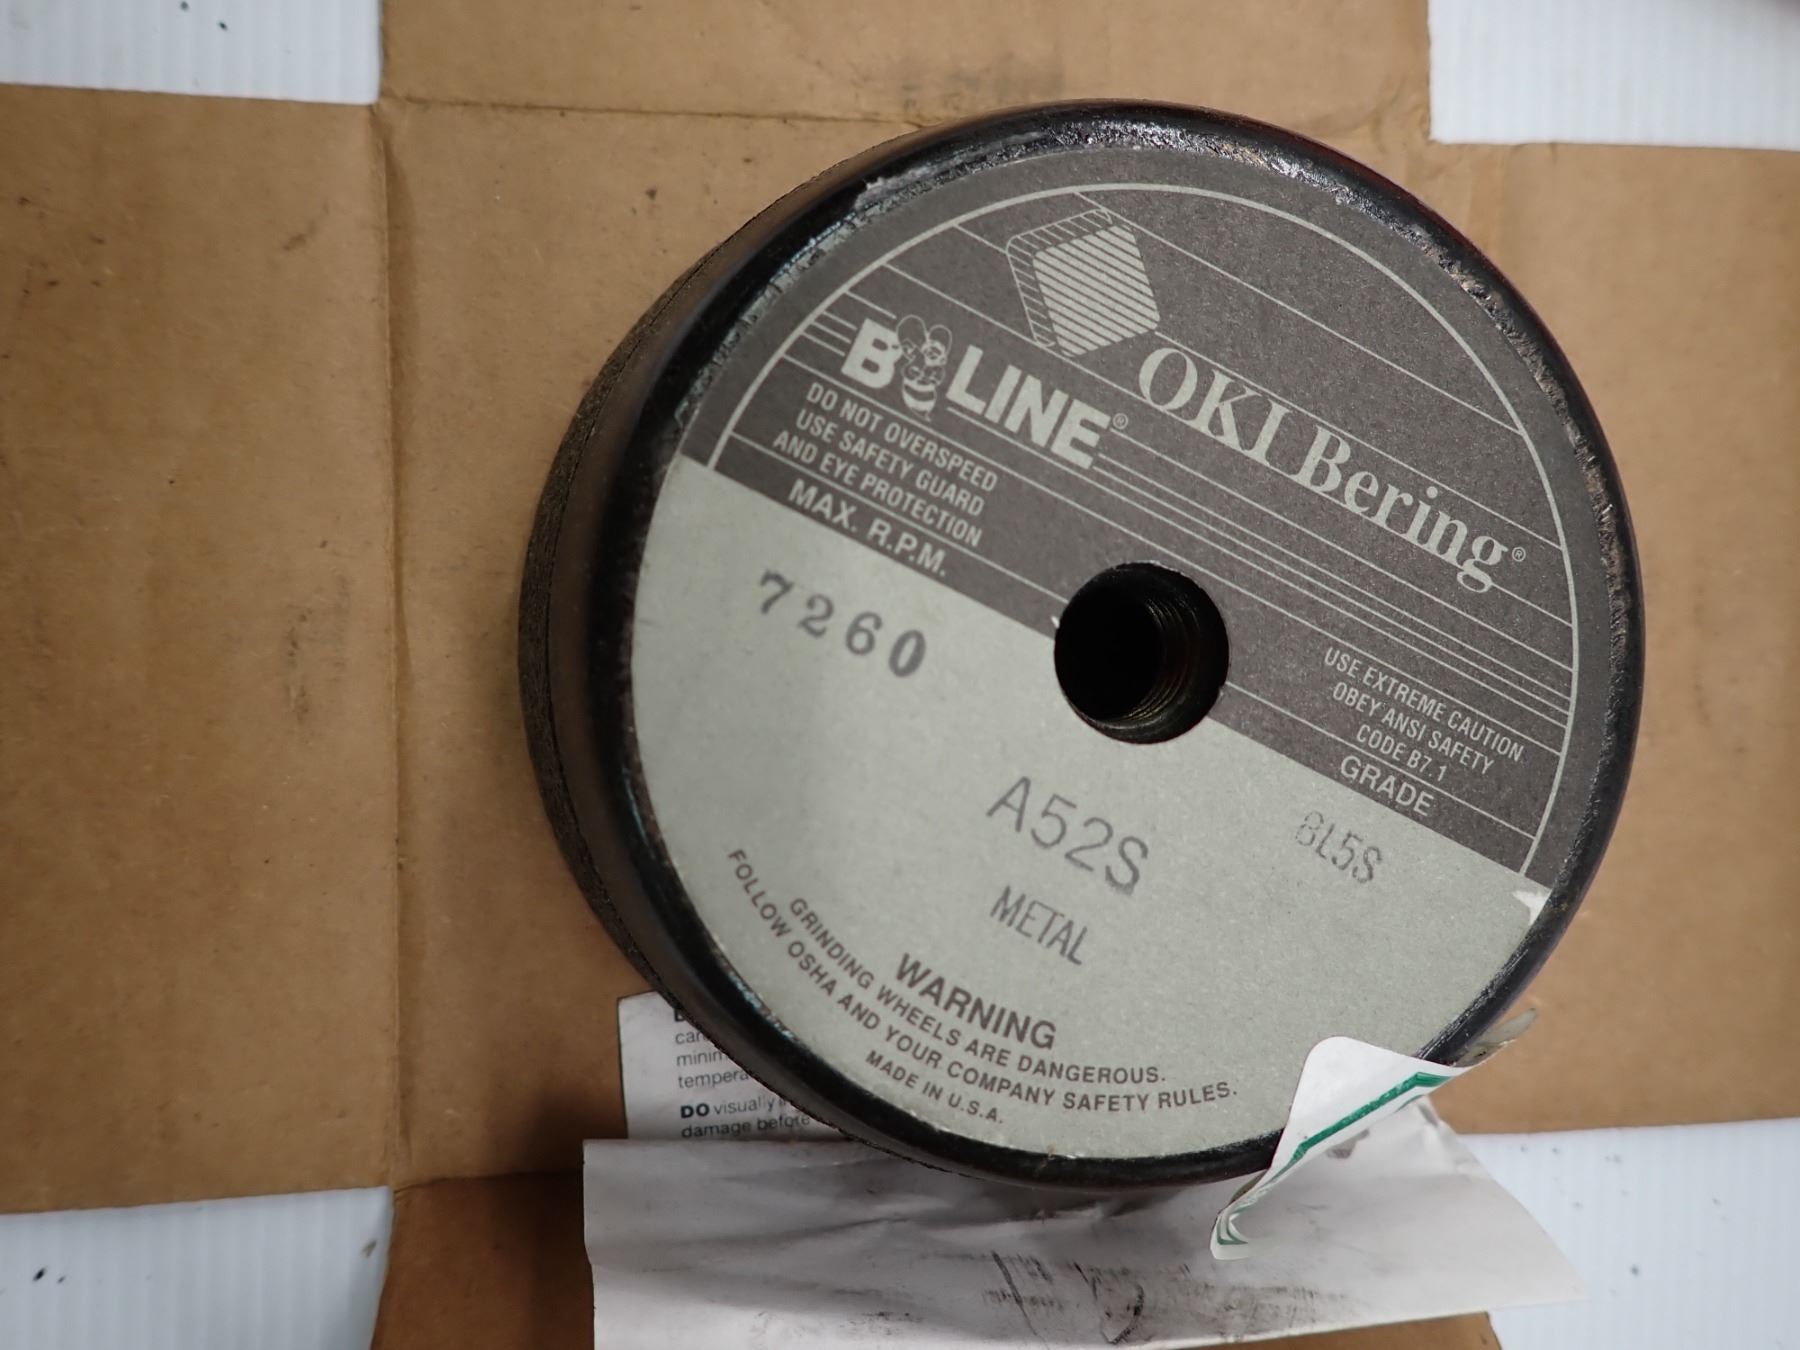 B LINE®
OKI Bering®
DO NOT OVERSPEED
USE SAFETY GUARD
AND EYE PROTECTION
MAX. R.P.M.
7260
USE EXTREME CAUTION
OBEY ANSI SAFETY
CODE B7.1
GRADE
A52S
METAL
WARNING
GRINDING WHEELS ARE DANGEROUS.
FOLLOW OSHA AND YOUR COMPANY SAFETY RULES.
MADE IN U.S.A.
DO visually
damage before